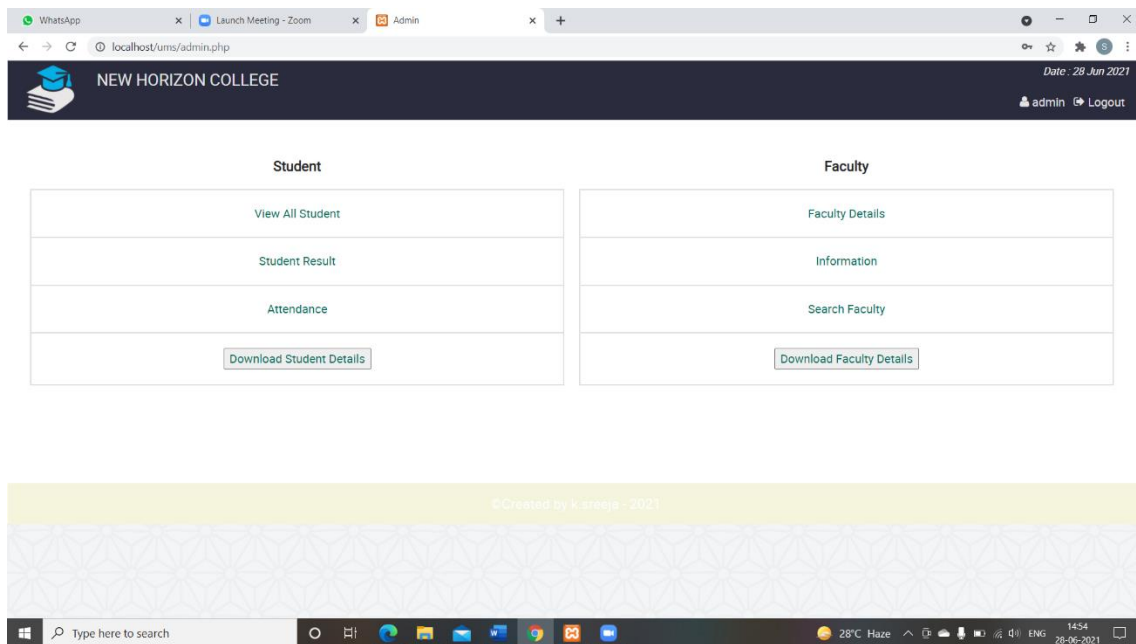 WhatsApp
Launch Meeting - Zoom
Admin
localhost/ums/admin.php
S
NEW HORIZON COLLEGE
Date : 28 Jun 2021
admin Logout
Student
Faculty
View All Student
Faculty Details
Student Result
Information
Attendance
Search Faculty
Download Student Details
Download Faculty Details
©Created by k sreeja - 2021
Type here to search
28°C Haze
ENG
14:54
28-06-2021